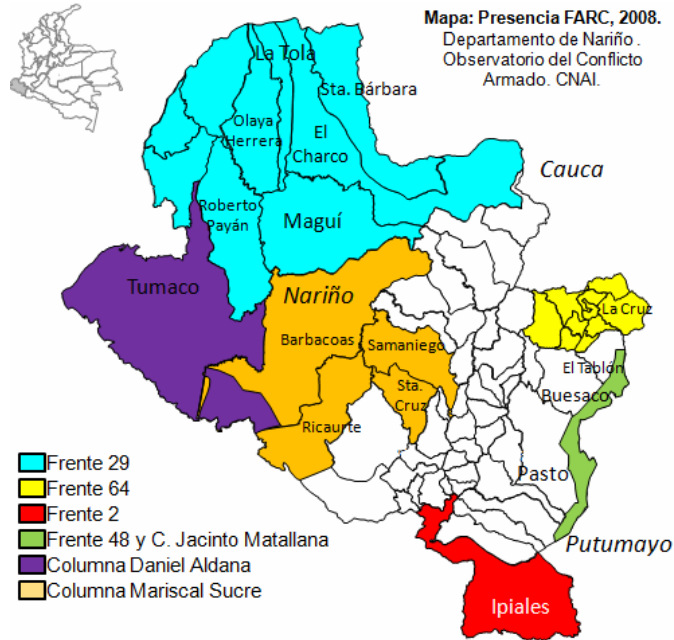 Mapa: Presencia FARC, 2008.
Departamento de Nariño .
Observatorio del Conflicto
Armado. CNAI.
La Tola
Sta. Bárbara
Olaya
Herrera
El
Charco
Cauca
Roberto
Payán
Maguí
Tumaco
Nariño
La Cruz
Barbacoas
Samaniego
El Tablón
Sta.
Cruz
Buesaco
Ricaurte
Pasto
Putumayo
Ipiales
Frente 29
Frente 64
Frente 2
Frente 48 y C. Jacinto Matallana
Columna Daniel Aldana
Columna Mariscal Sucre